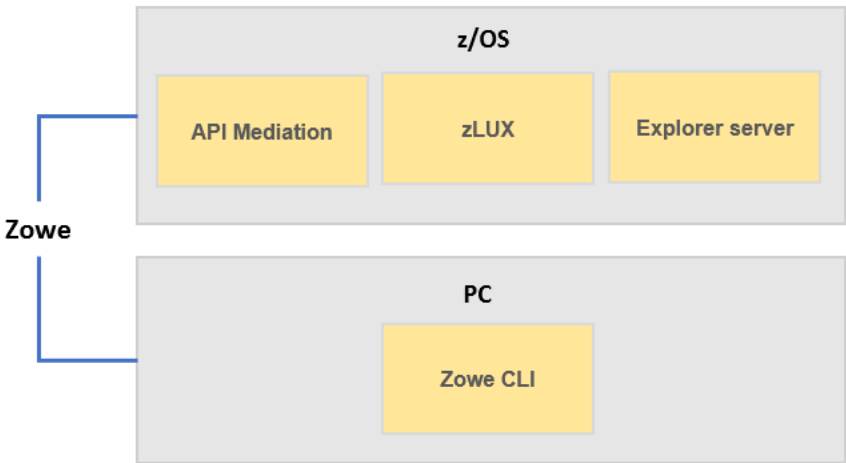 z/OS
API Mediation
zLUX
Explorer server
Zowe
PC
Zowe CLI